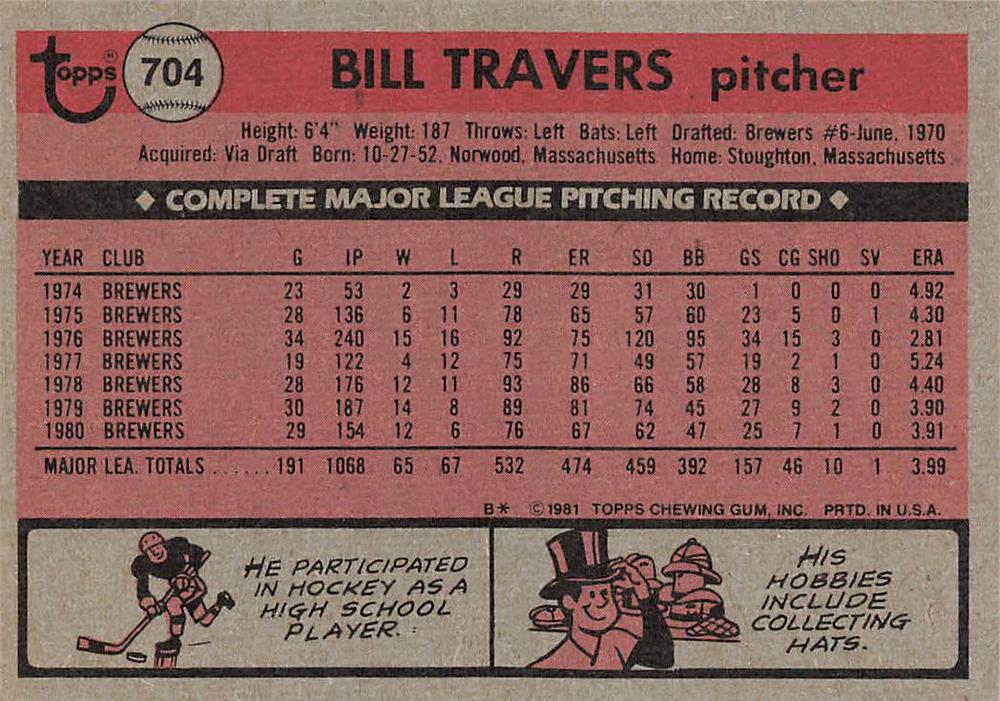 Topps® 704 BILL TRAVERS pitcher
Height: 6'4" Weight: 187 Throws: Left Bats: Left Drafted: Brewers #6-June, 1970
Acquired: Via Draft Born: 10-27-52, Norwood, Massachusetts Home: Stoughton, Massachusetts
◆ COMPLETE MAJOR LEAGUE PITCHING RECORD ◆
YEAR CLUB G IP W L R ER SO BB GS CG SHO SV ERA
1974 BREWERS 23 53 2 3 29 29 31 30 1 0 0 0 4.92
1975 BREWERS 28 136 6 11 78 65 57 60 23 5 0 1 4.30
1976 BREWERS 34 240 15 16 92 75 120 95 34 15 3 0 2.81
1977 BREWERS 19 122 4 12 75 71 49 57 19 2 1 0 5.24
1978 BREWERS 28 176 12 11 93 86 66 58 28 8 3 0 4.40
1979 BREWERS 30 187 14 8 89 81 74 45 27 9 2 0 3.90
1980 BREWERS 29 154 12 6 76 67 62 47 25 7 1 0 3.91
MAJOR LEA. TOTALS ...... 191 1068 65 67 532 474 459 392 157 46 10 1 3.99
B* ©1981 TOPPS CHEWING GUM, INC. PRTD. IN U.S.A.
HE PARTICIPATED
IN HOCKEY AS A
HIGH SCHOOL
PLAYER.
HIS
HOBBIES
INCLUDE
COLLECTING
HATS.